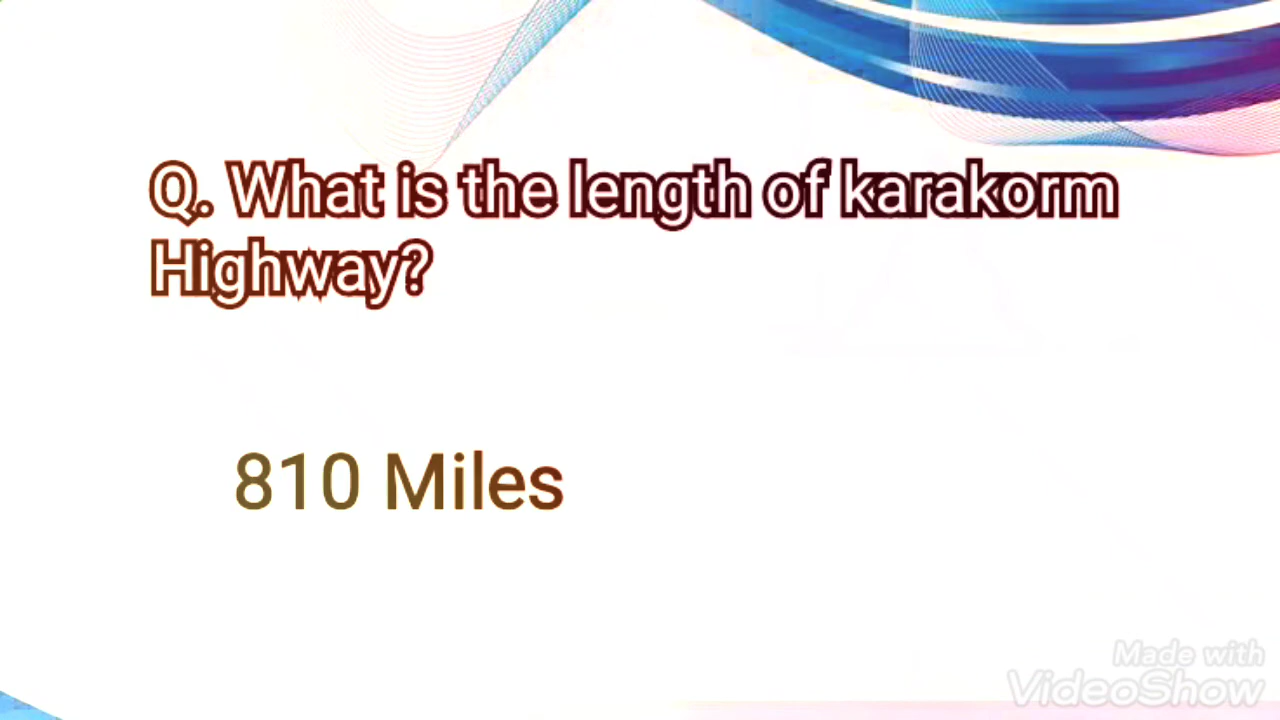 Q. What is the length of karakorm
Highway?
810 Miles
Made with
VideoShow